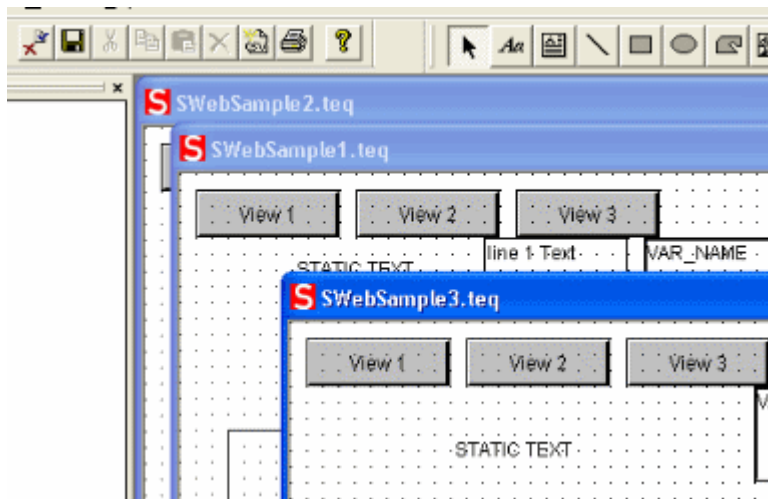 Aa
SWebSample2.teq
SWebSample1.teq
View 1 View 2 View 3
line 1 Text VAR_NAME
STATIC TEXT
SWebSample3.teq
View 1 View 2 View 3
STATIC TEXT